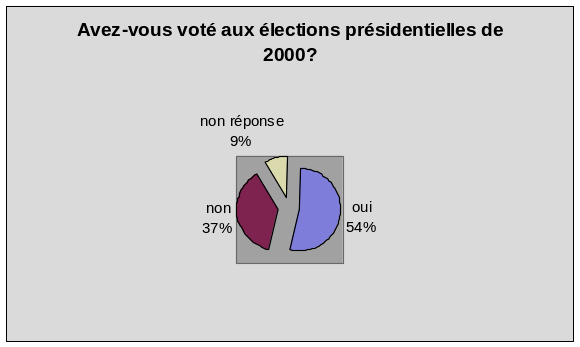 Avez-vous voté aux élections présidentielles de
2000?
non réponse
9%
non
37%
oui
54%